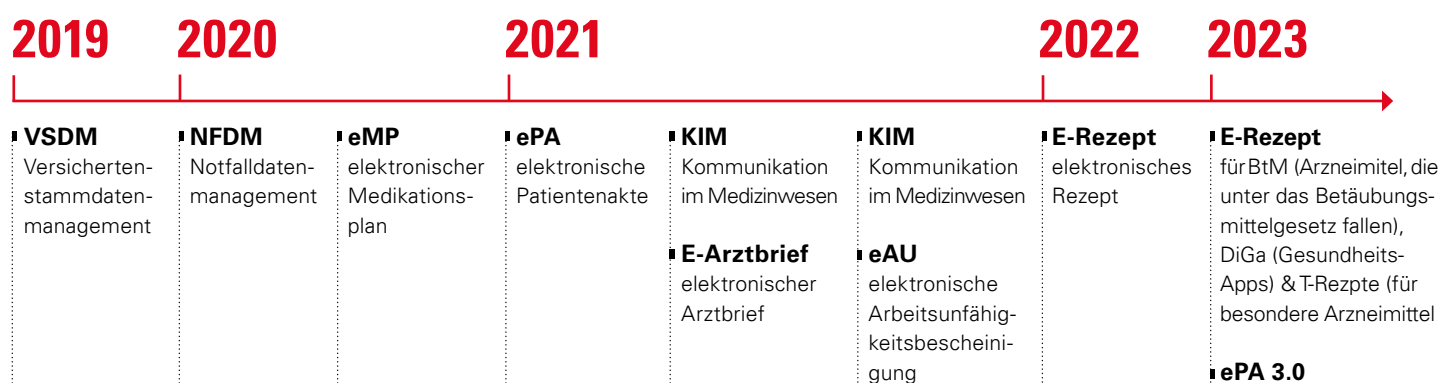 2019
2020
2021
2022
2023
VSDM
Versicherten-
stammdaten-
management
NFDM
Notfalldaten-
management
eMP
elektronischer
Medikations-
plan
ePA
elektronische
Patientenakte
KIM
Kommunikation
im Medizinwesen
E-Arztbrief
elektronischer
Arztbrief
KIM
Kommunikation
im Medizinwesen
eAU
elektronische
Arbeitsunfähig-
keitsbescheini-
gung
E-Rezept
elektronisches
Rezept
E-Rezept
für BtM (Arzneimitel, die
unter das Betäubungs-
mittelgesetz fallen),
DiGa (Gesundheits-
Apps) & T-Rezpte (für
besondere Arzneimittel
ePA 3.0